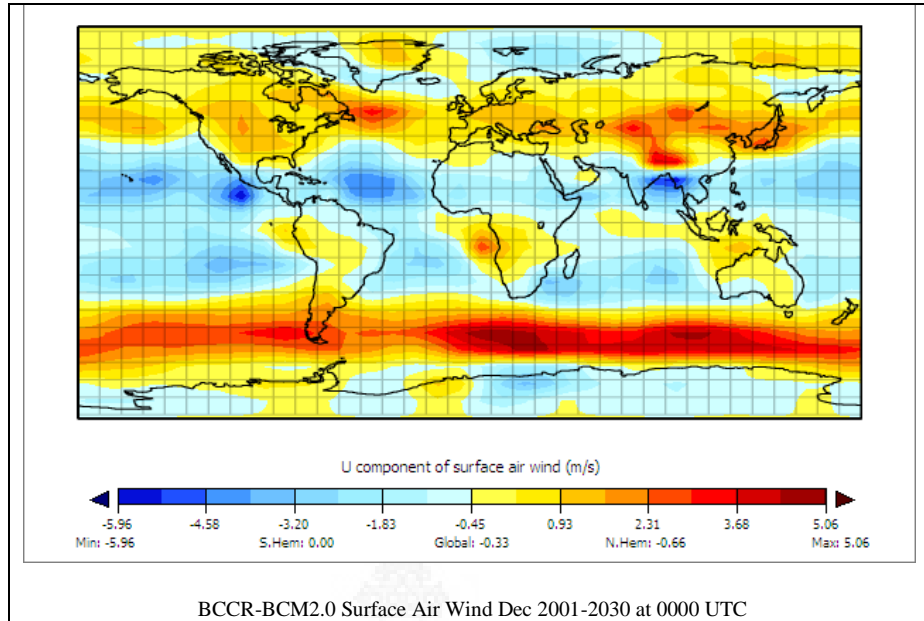 U component of surface air wind (m/s)
-5.96 -4.58 -3.20 -1.83 -0.45 0.93 2.31 3.68 5.06
Min: -5.96 S.Hem: 0.00 Global: -0.33 N.Hem: -0.66 Max: 5.06
BCCR-BCM2.0 Surface Air Wind Dec 2001-2030 at 0000 UTC